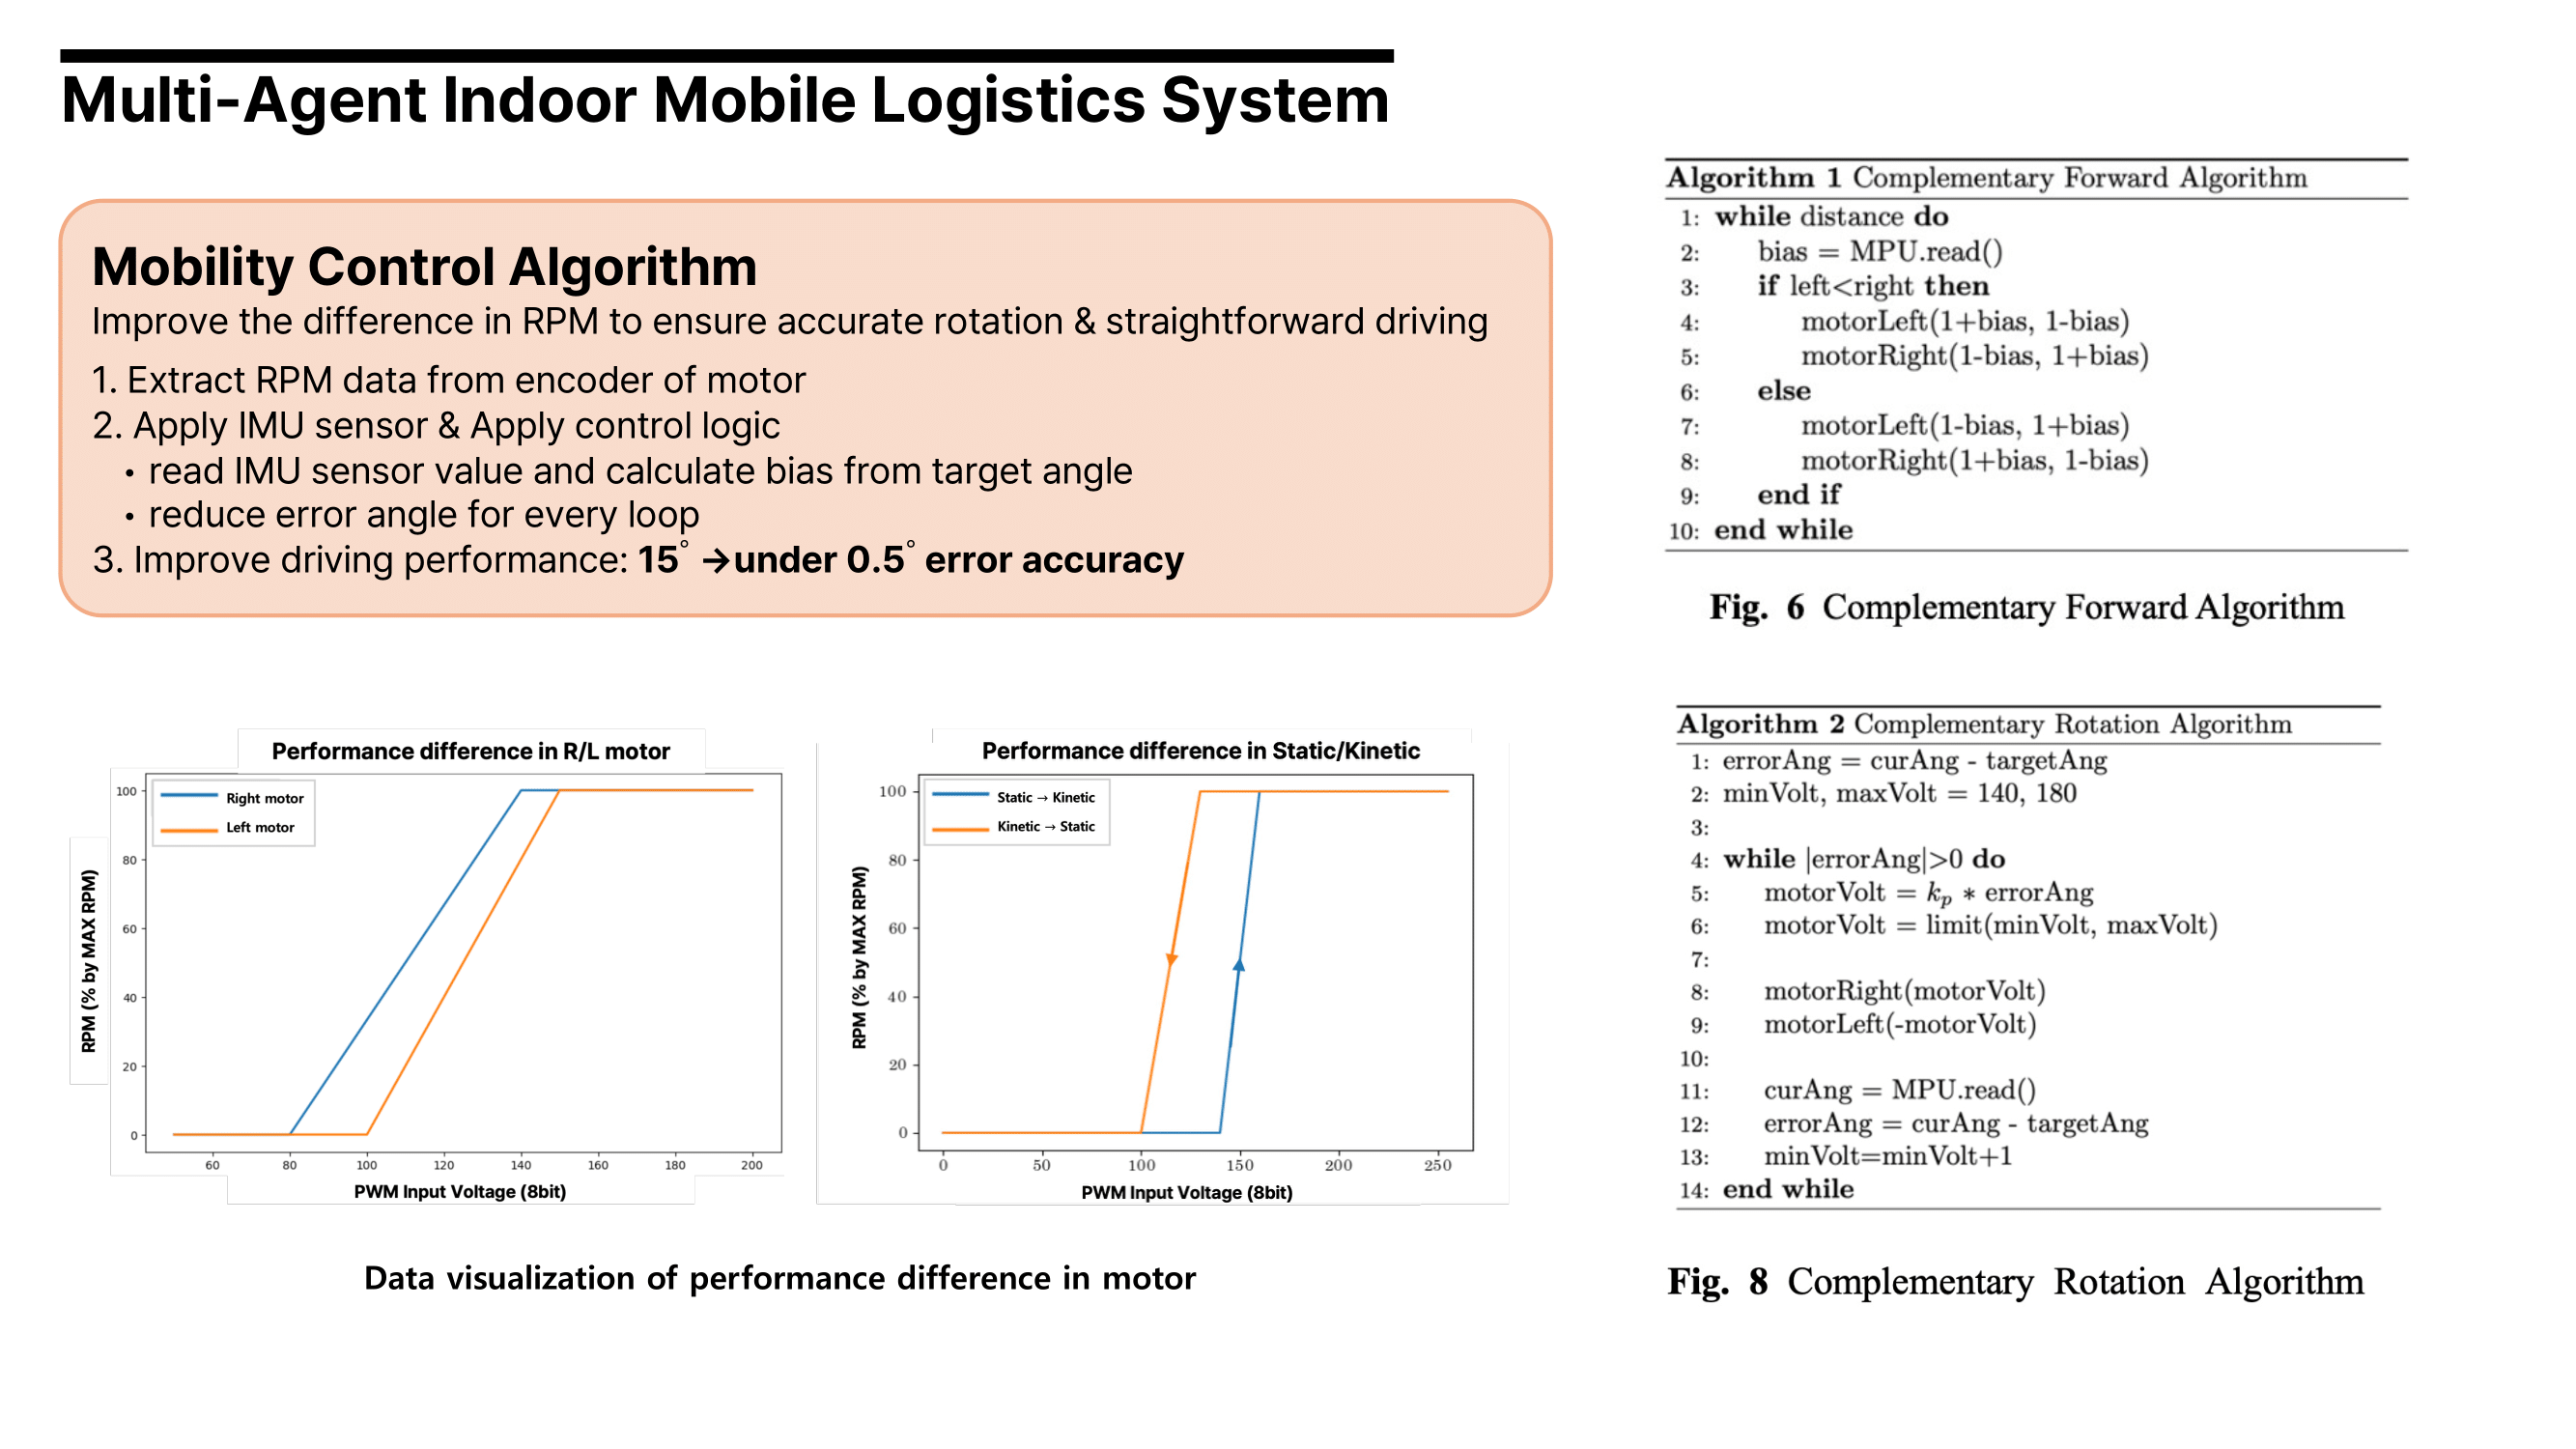 Multi-Agent Indoor Mobile Logistics System
Mobility Control Algorithm
Improve the difference in RPM to ensure accurate rotation & straightforward driving
1. Extract RPM data from encoder of motor
2. Apply IMU sensor & Apply control logic
• read IMU sensor value and calculate bias from target angle
• reduce error angle for every loop
3. Improve driving performance: 15° →under 0.5° error accuracy
Performance difference in R/L motor
Right motor
Left motor
RPM (% by MAX RPM)
100
80
60
40
20
0
60 80 100 120 140 160 180 200
PWM Input Voltage (8bit)
Performance difference in Static/Kinetic
Static → Kinetic
Kinetic → Static
RPM (% by MAX RPM)
100
80
60
40
20
0
0 50 100 150 200 250
PWM Input Voltage (8bit)
Data visualization of performance difference in motor
Algorithm 1 Complementary Forward Algorithm
1: while distance do
2: bias = MPU.read()
3: if left<right then
4: motorLeft(1+bias, 1-bias)
5: motorRight(1-bias, 1+bias)
6: else
7: motorLeft(1-bias, 1+bias)
8: motorRight(1+bias, 1-bias)
9: end if
10: end while
Fig. 6 Complementary Forward Algorithm
Algorithm 2 Complementary Rotation Algorithm
1: errorAng = curAng - targetAng
2: minVolt, maxVolt = 140, 180
3:
4: while |errorAng|>0 do
5: motorVolt = kₚ * errorAng
6: motorVolt = limit(minVolt, maxVolt)
7:
8: motorRight(motorVolt)
9: motorLeft(-motorVolt)
10:
11: curAng = MPU.read()
12: errorAng = curAng - targetAng
13: minVolt=minVolt+1
14: end while
Fig. 8 Complementary Rotation Algorithm